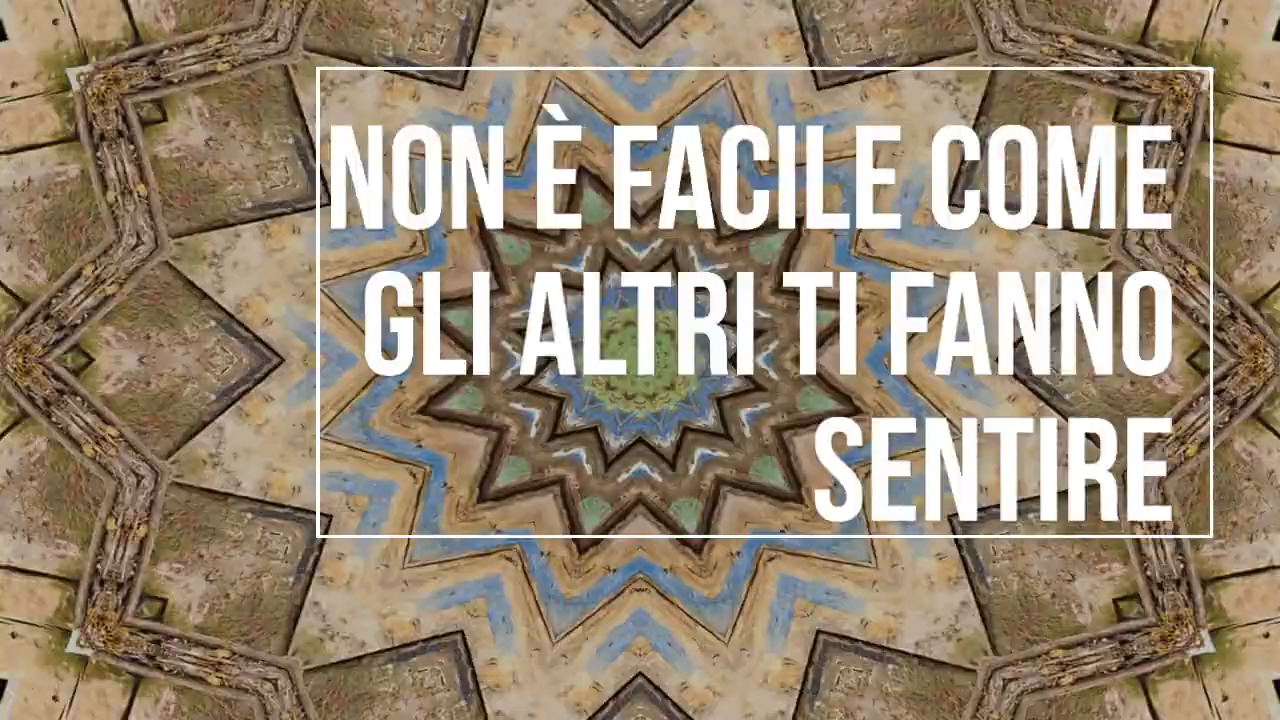 NON È FACILE COME
GLI ALTRI TI FANNO
SENTIRE